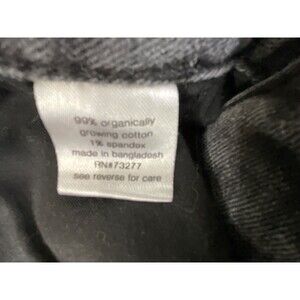 99% organically
growing cotton
1% spandex
made in bangladesh
RN#73277
see reverse for care